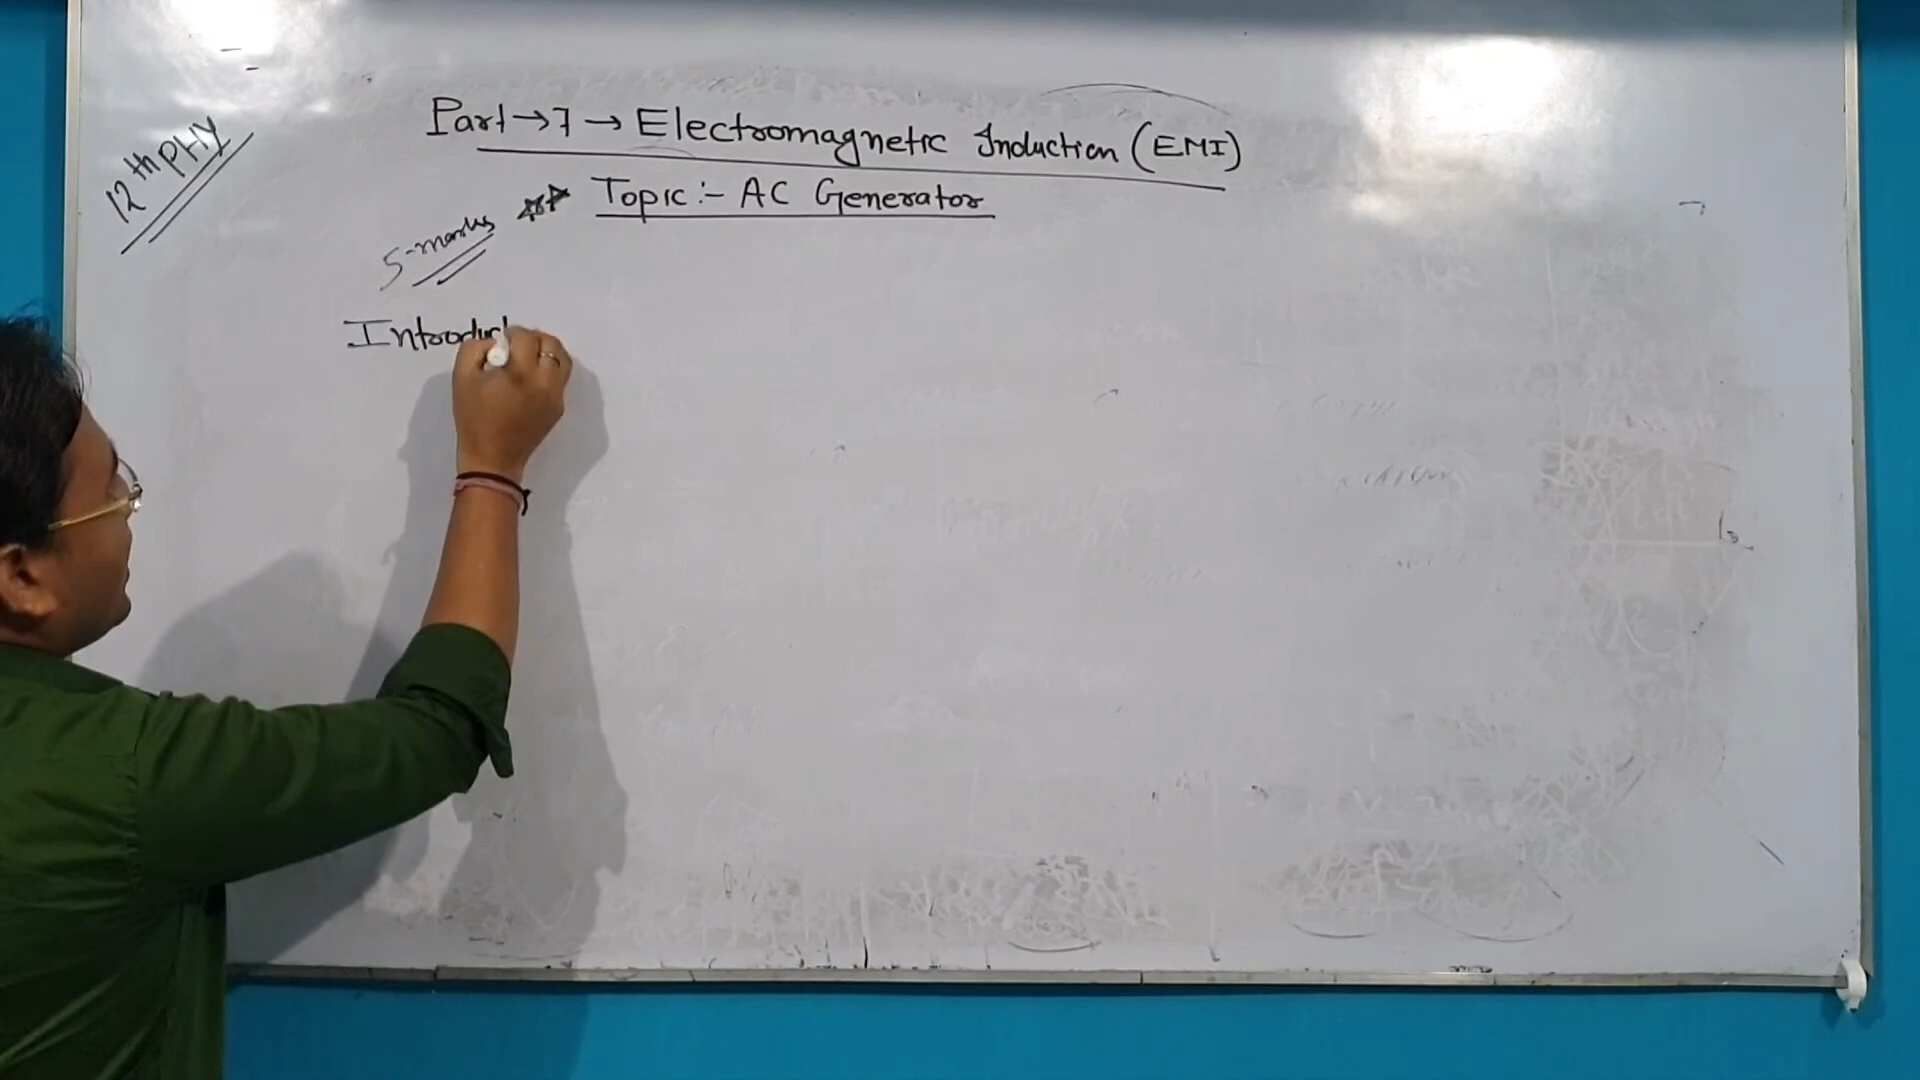 12th PHY
Part → 7 → Electromagnetic Induction (EMI)
Topic :- AC Generator
5-marks
Introduct